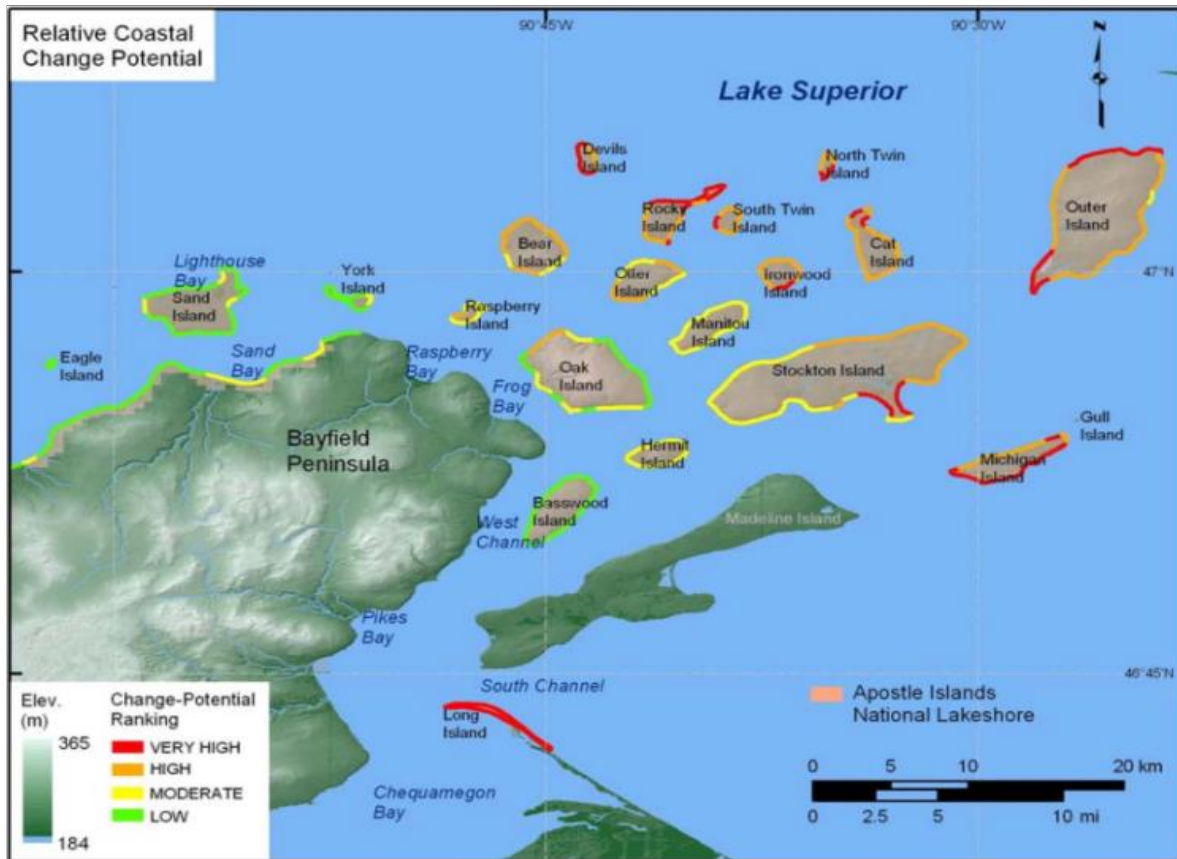 Relative Coastal
Change Potential
90°45'W
90°30'W
N
Lake Superior
Devils
Island
North Twin
Island
Rocky
Island
South Twin
Island
Outer
Island
Bear
Island
Cat
Island
Lighthouse
Bay
York
Island
Otter
Island
Ironwood
Island
47°N
Sand
Island
Raspberry
Island
Manitou
Island
Eagle
Island
Sand
Bay
Raspberry
Bay
Oak
Island
Stockton Island
Frog
Bay
Gull
Island
Bayfield
Peninsula
Hermit
Island
Michigan
Island
Basswood
Island
West
Channel
Madeline Island
Pikes
Bay
46°45'N
South Channel
Long
Island
Chequamegon
Bay
Elev.
(m)
365
184
Change-Potential
Ranking
VERY HIGH
HIGH
MODERATE
LOW
Apostle Islands
National Lakeshore
0 5 10 20 km
0 2.5 5 10 mi